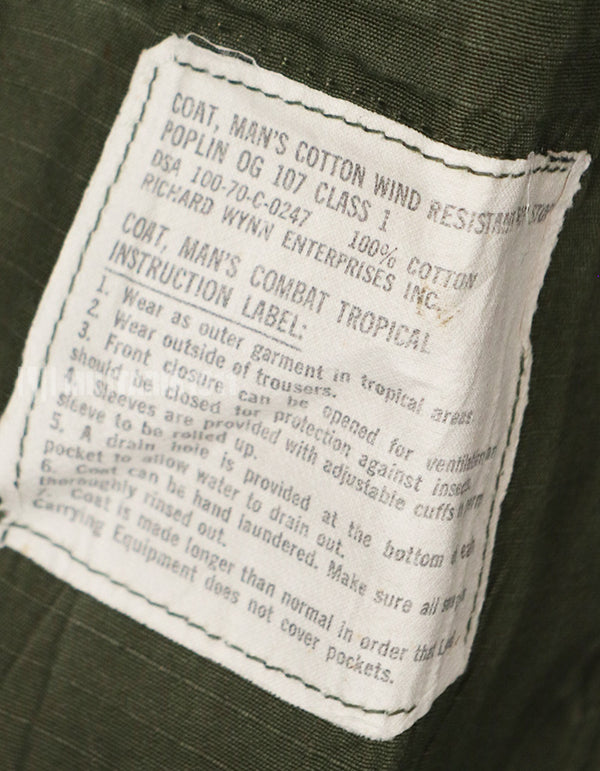 COAT, MAN'S COTTON WIND RESISTANT
POPLIN OG 107 CLASS 1
DSA 100-70-C-0247 100% COTTON
RICHARD WYNN ENTERPRISES INC.
COAT, MAN'S COMBAT TROPICAL
INSTRUCTION LABEL:
1. Wear as outer garment in tropical areas
2. Wear outside of trousers.
3. Front closure can be opened for ventilation
should be closed for protection against insects
4. Sleeves are provided with adjustable cuffs
sleeve to be rolled up.
5. A drain hole is provided at the bottom of each
pocket to allow water to drain out.
6. Coat can be hand laundered. Make sure all
thoroughly rinsed out.
7. Coat is made longer than normal in order that
Carrying Equipment does not cover pockets.